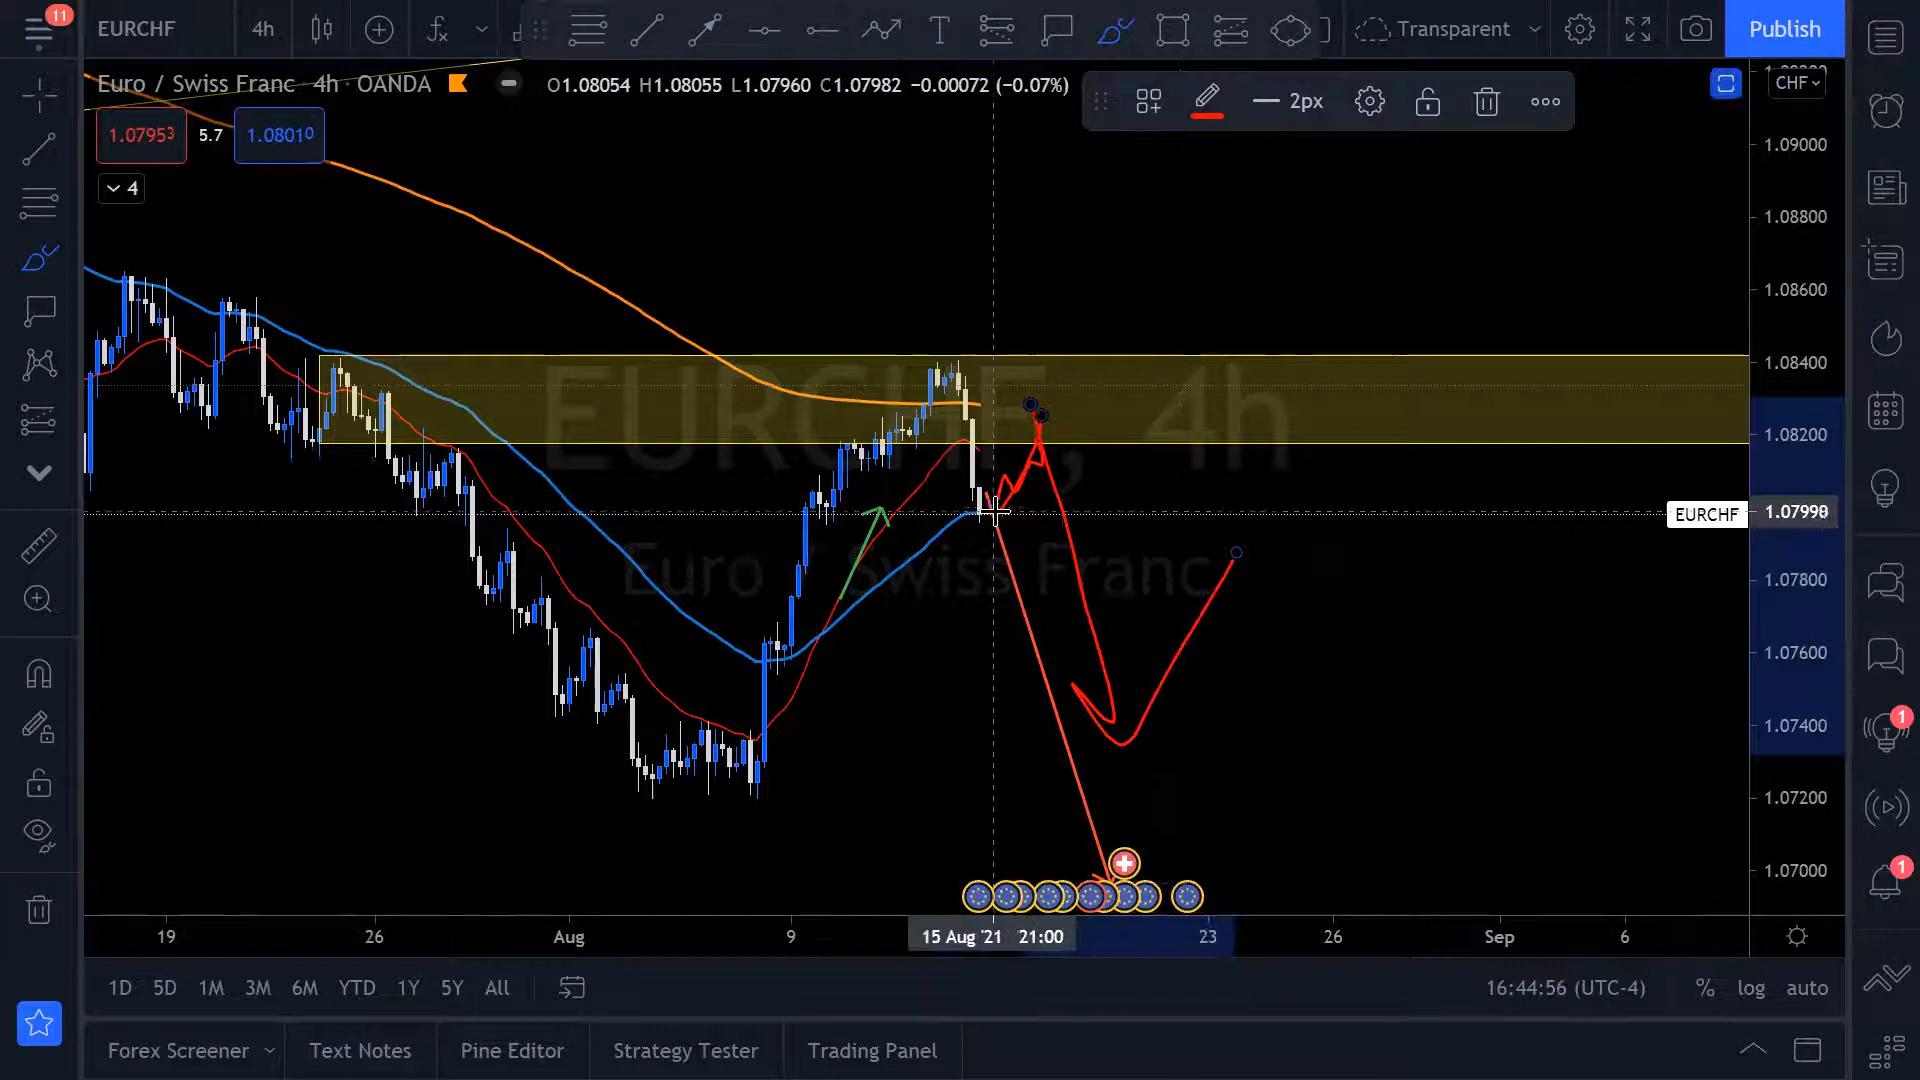 11
EURCHF
4h
Transparent
Publish
Euro / Swiss Franc 4h · OANDA
O1.08054 H1.08055 L1.07960 C1.07982 −0.00072 (−0.07%)
2px
CHF
1.07953
5.7
1.08010
4
1.09000
1.08800
1.08600
1.08400
1.08200
EURCHF
1.07990
1.07800
1.07600
1.07400
1.07200
1.07000
EURCHF, 4h
Euro / Swiss Franc
1
1
19
26
Aug
9
15 Aug '21 21:00
23
26
Sep
6
1D 5D 1M 3M 6M YTD 1Y 5Y All
16:44:56 (UTC-4)
% log auto
Forex Screener
Text Notes
Pine Editor
Strategy Tester
Trading Panel